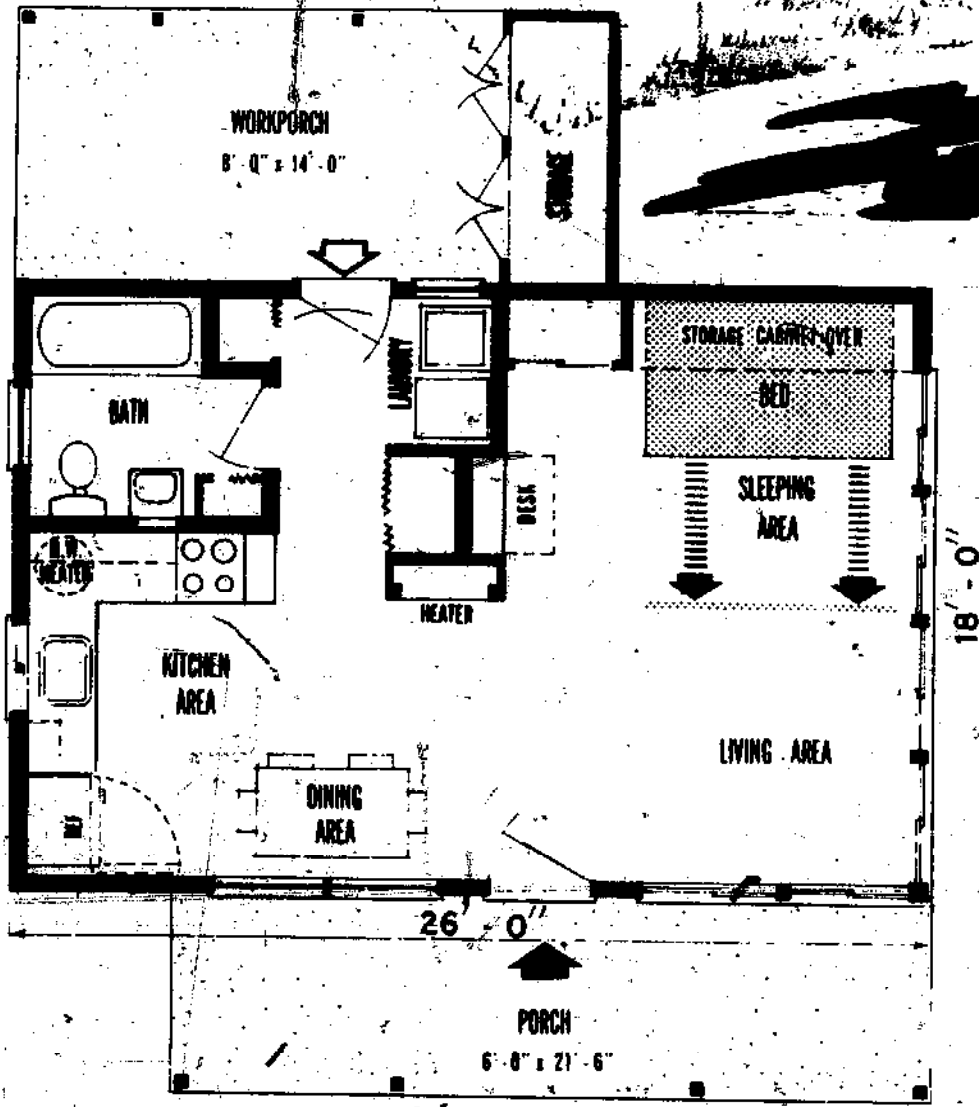 WORKPORCH
8'-0" x 14'-0"
STORAGE
STORAGE CABINET OVER
BED
LAUNDRY
BATH
SLEEPING
AREA
DESK
H.W.
HEATER
HEATER
18'-0"
KITCHEN
AREA
LIVING AREA
DINING
AREA
REF
26'-0"
PORCH
6'-8" x 21'-6"